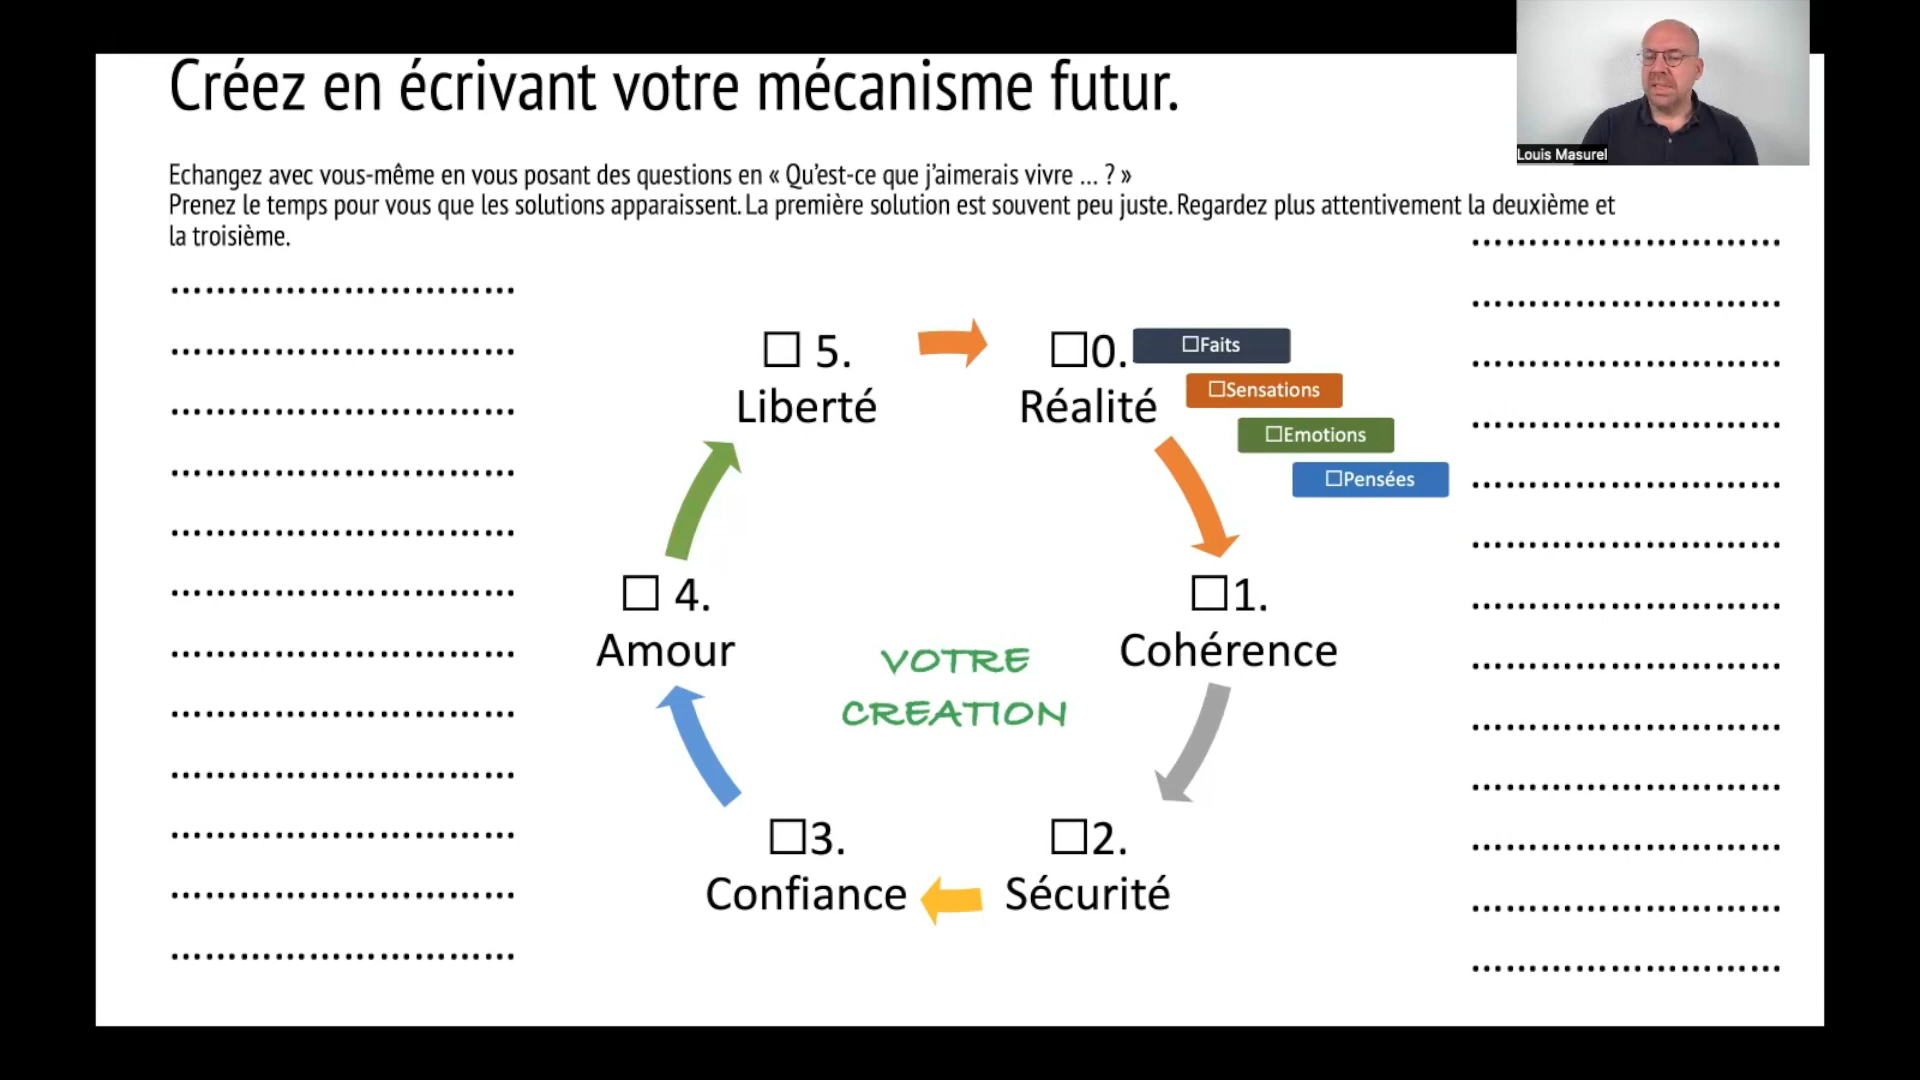 Créez en écrivant votre mécanisme futur.
Louis Masurel
Echangez avec vous-même en vous posant des questions en « Qu’est-ce que j’aimerais vivre ... ? »
Prenez le temps pour vous que les solutions apparaissent. La première solution est souvent peu juste. Regardez plus attentivement la deuxième et
la troisième.
☐ 5.
Liberté
☐0.
Réalité
☐Faits
☐Sensations
☐Emotions
☐Pensées
☐ 4.
Amour
☐1.
Cohérence
VOTRE
CREATION
☐3.
Confiance
☐2.
Sécurité